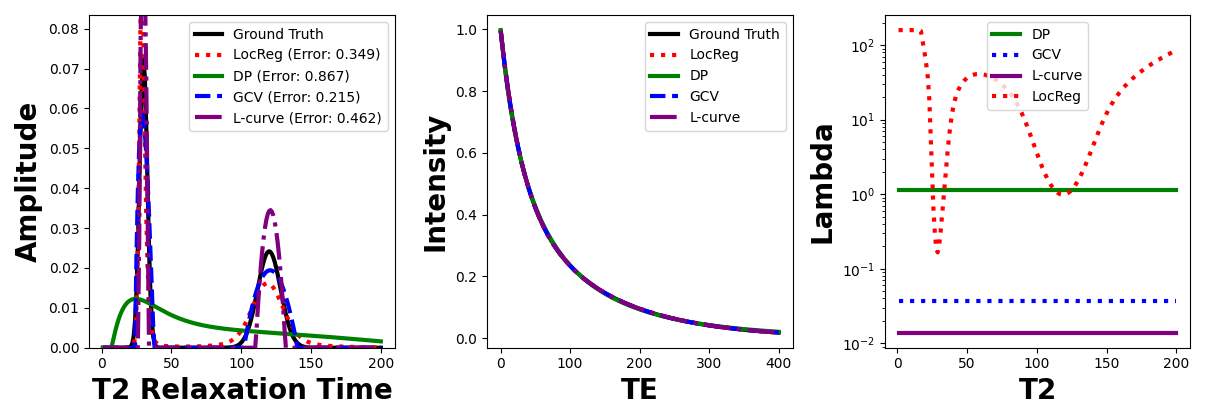 Amplitude
0.08
0.07
0.06
0.05
0.04
0.03
0.02
0.01
0.00
0
50
100
150
200
T2 Relaxation Time
Ground Truth
LocReg (Error: 0.349)
DP (Error: 0.867)
GCV (Error: 0.215)
L-curve (Error: 0.462)
Intensity
1.0
0.8
0.6
0.4
0.2
0.0
0
100
200
300
400
TE
Ground Truth
LocReg
DP
GCV
L-curve
Lambda
10²
10¹
10⁰
10⁻¹
10⁻²
0
50
100
150
200
T2
DP
GCV
L-curve
LocReg